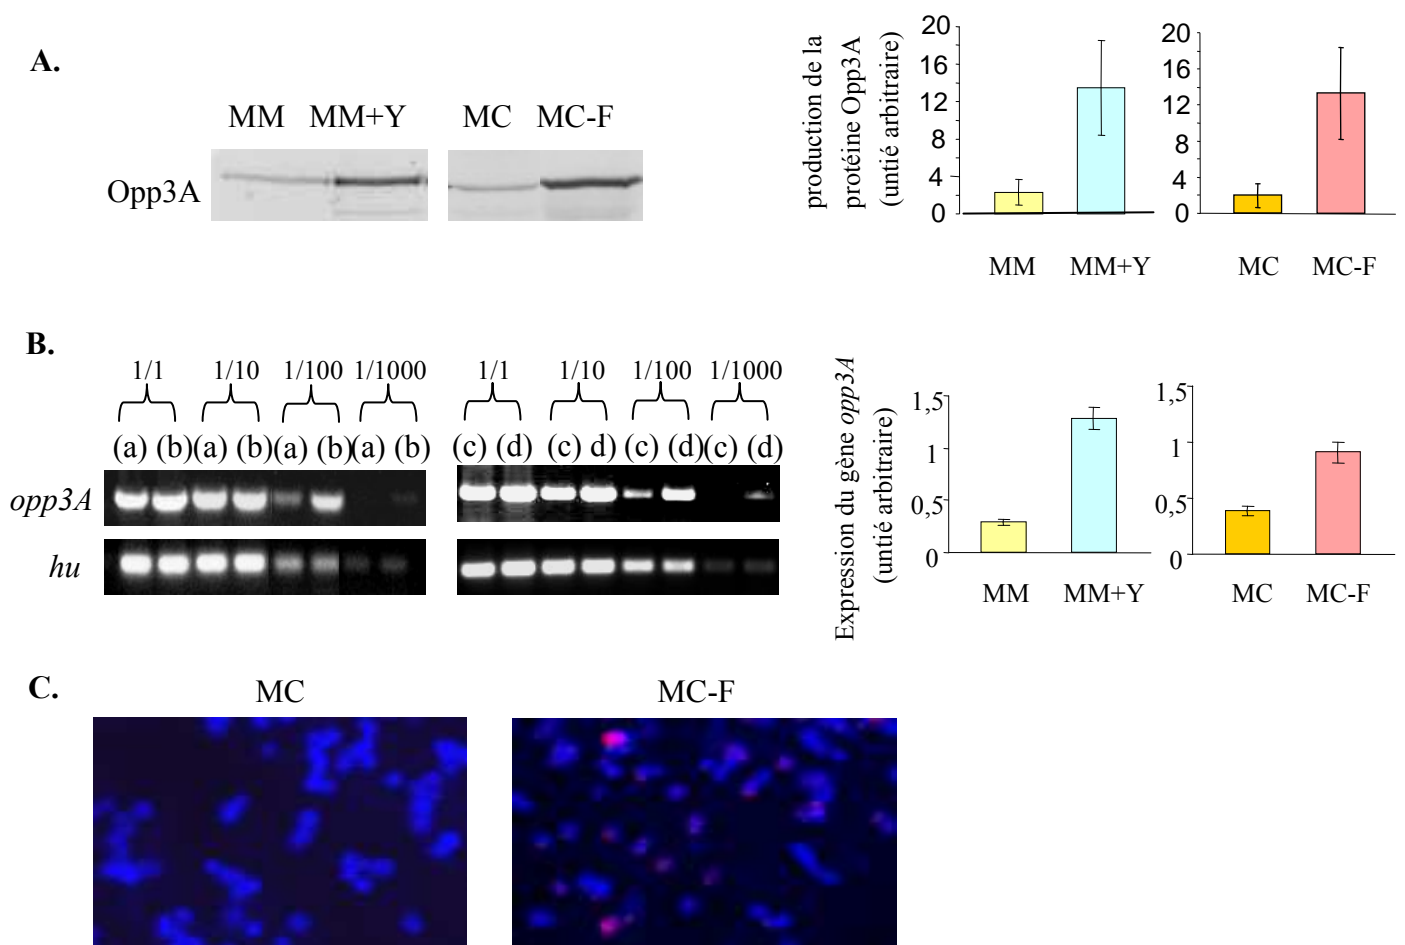 A.
MM MM+Y MC MC-F
Opp3A
production de la
protéine Opp3A
(untié arbitraire)
20
16
12
8
4
0
MM MM+Y
20
16
12
8
4
0
MC MC-F
B.
1/1 1/10 1/100 1/1000
(a) (b) (a) (b) (a) (b) (a) (b)
1/1 1/10 1/100 1/1000
(c) (d) (c) d) (c) (d) (c) (d)
opp3A
hu
Expression du gène opp3A
(untié arbitraire)
1,5
1
0,5
0
MM MM+Y
1,5
1
0,5
0
MC MC-F
C.
MC MC-F